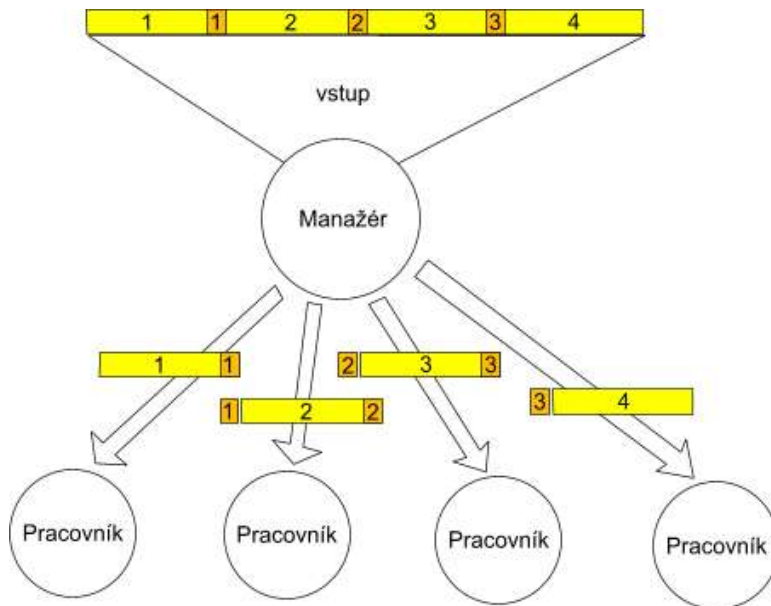 1 1 2 2 3 3 4
vstup
Manažér
1 1
2 3 3
1 2 2
3 4
Pracovník
Pracovník
Pracovník
Pracovník